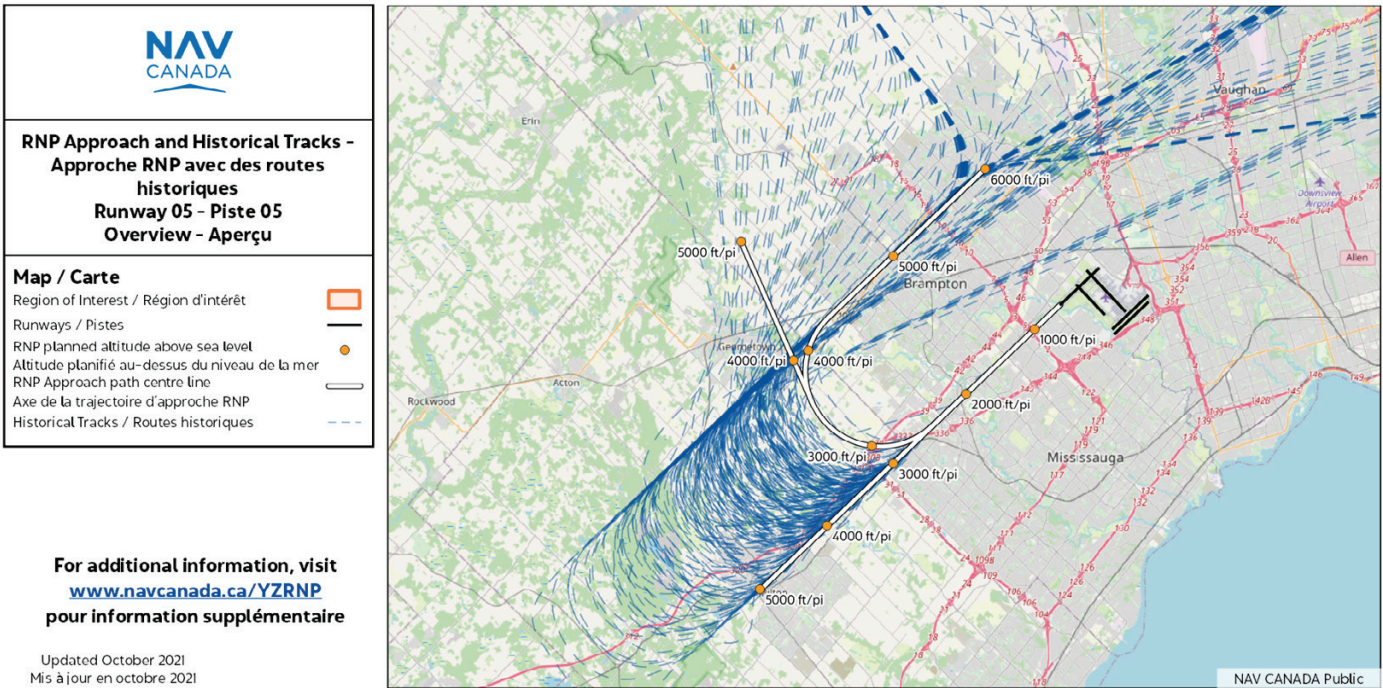 NAV
CANADA
RNP Approach and Historical Tracks -
Approche RNP avec des routes
historiques
Runway 05 - Piste 05
Overview - Aperçu
Map / Carte
Region of Interest / Région d'intérêt
Runways / Pistes
RNP planned altitude above sea level
Altitude planifié au-dessus du niveau de la mer
RNP Approach path centre line
Axe de la trajectoire d'approche RNP
Historical Tracks / Routes historiques
For additional information, visit
www.navcanada.ca/YZRNP
pour information supplémentaire
Updated October 2021
Mis à jour en octobre 2021
Erin
Vaughan
6000 ft/pi
Downsview
Airport
5000 ft/pi
5000 ft/pi
Brampton
Allen
1000 ft/pi
Georgetown
4000 ft/pi
4000 ft/pi
Acton
Rockwood
2000 ft/pi
3000 ft/pi
Mississauga
3000 ft/pi
4000 ft/pi
5000 ft/pi
NAV CANADA Public